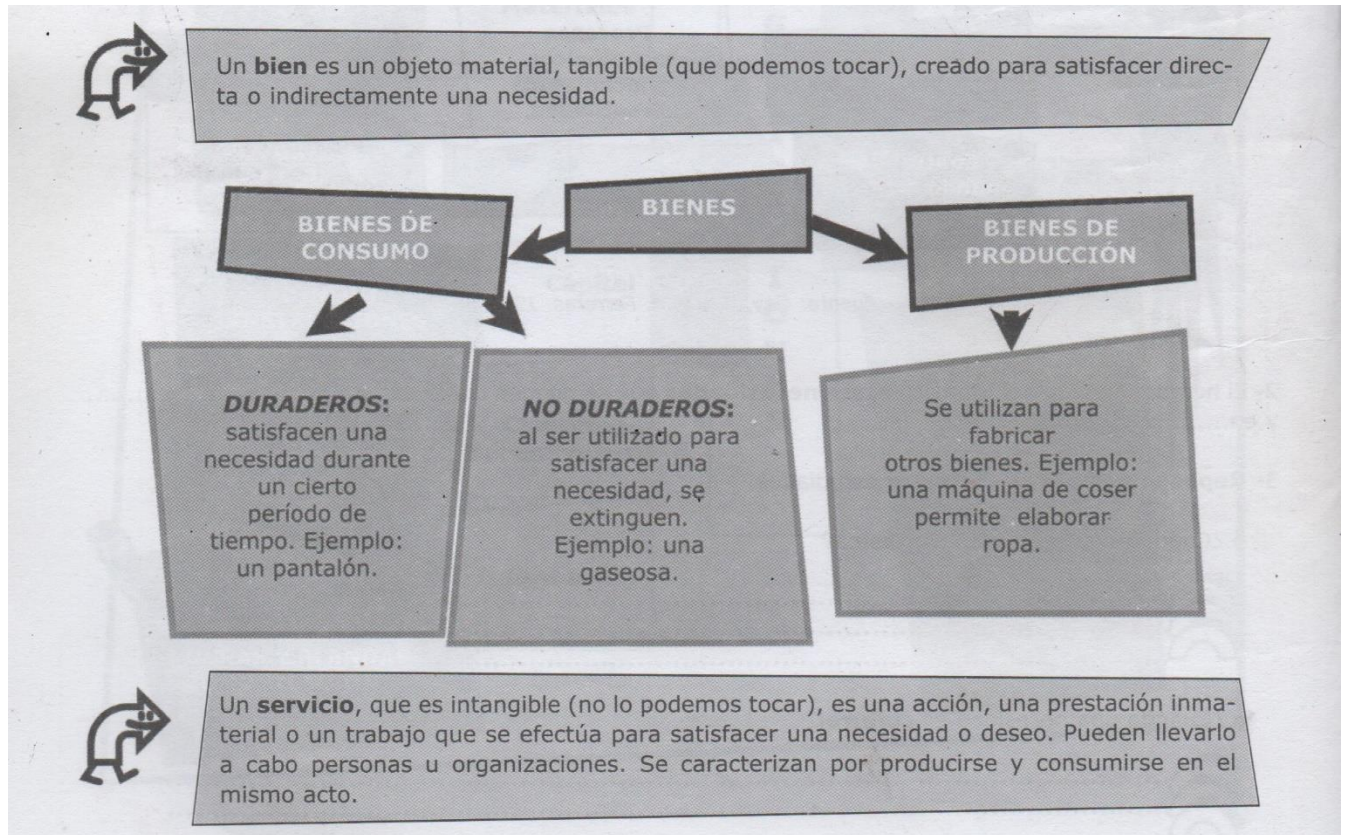 Un bien es un objeto material, tangible (que podemos tocar), creado para satisfacer direc-
ta o indirectamente una necesidad.
BIENES
BIENES DE
CONSUMO
BIENES DE
PRODUCCIÓN
DURADEROS:
satisfacen una
necesidad durante
un cierto
período de
tiempo. Ejemplo:
un pantalón.
NO DURADEROS:
al ser utilizado para
satisfacer una
necesidad, se
extinguen.
Ejemplo: una
gaseosa.
Se utilizan para
fabricar
otros bienes. Ejemplo:
una máquina de coser
permite elaborar
ropa.
Un servicio, que es intangible (no lo podemos tocar), es una acción, una prestación inma-
terial o un trabajo que se efectúa para satisfacer una necesidad o deseo. Pueden llevarlo
a cabo personas u organizaciones. Se caracterizan por producirse y consumirse en el
mismo acto.